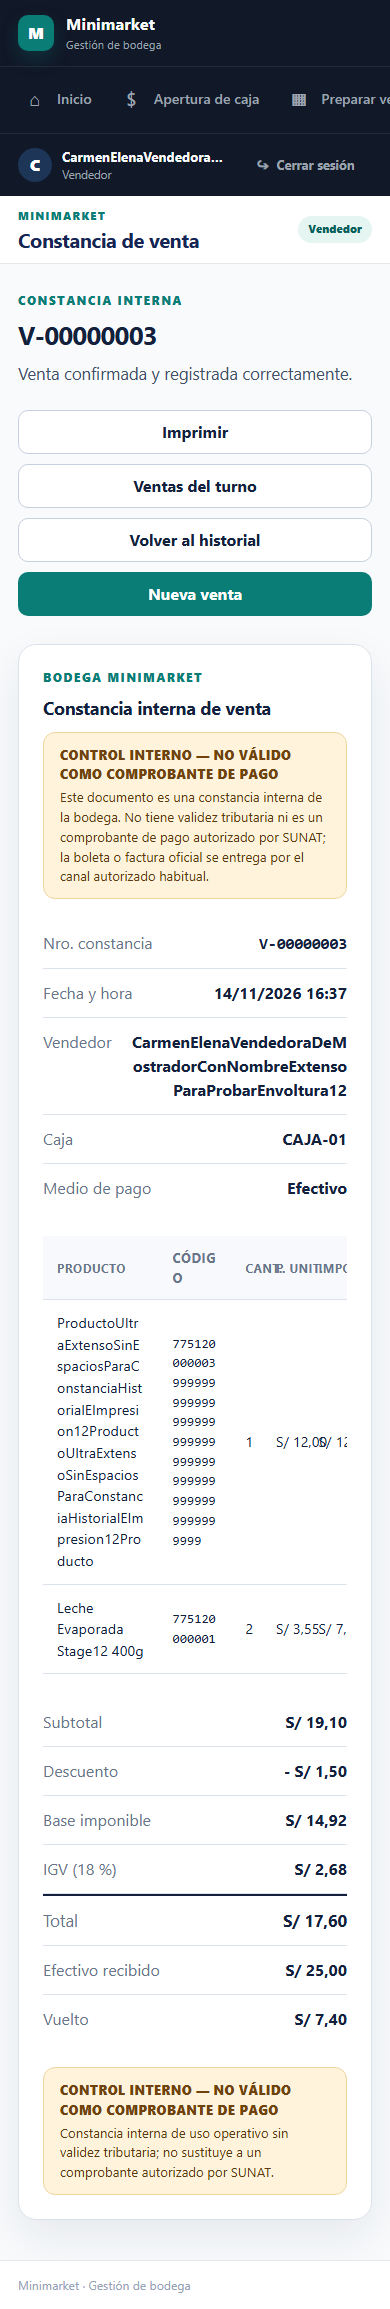 M
Minimarket
Gestión de bodega
Inicio
$ Apertura de caja
Preparar ve
C
CarmenElenaVendedora...
Vendedor
Cerrar sesión
MINIMARKET
Constancia de venta
Vendedor
CONSTANCIA INTERNA
V-00000003
Venta confirmada y registrada correctamente.
Imprimir
Ventas del turno
Volver al historial
Nueva venta
BODEGA MINIMARKET
Constancia interna de venta
CONTROL INTERNO — NO VÁLIDO
COMO COMPROBANTE DE PAGO
Este documento es una constancia interna de
la bodega. No tiene validez tributaria ni es un
comprobante de pago autorizado por SUNAT;
la boleta o factura oficial se entrega por el
canal autorizado habitual.
Nro. constancia V-00000003
Fecha y hora 14/11/2026 16:37
Vendedor CarmenElenaVendedoraDeM
ostradorConNombreExtenso
ParaProbarEnvoltura12
Caja CAJA-01
Medio de pago Efectivo
PRODUCTO CÓDIG
O CANT. P. UNIT. IMPO
ProductoUltr
aExtensoSinE
spaciosParaC
onstanciaHist
orialEImpresi
on12Product
oUltraExtens
oSinEspacios
ParaConstanc
iaHistorialEIm
presion12Pro
ducto
775120
000003
999999
999999
999999
999999
999999
999999
999999
999999
9999
1 S/ 12,00 S/ 12
Leche
Evaporada
Stage12 400g
775120
000001
2 S/ 3,55 S/ 7,
Subtotal S/ 19,10
Descuento - S/ 1,50
Base imponible S/ 14,92
IGV (18 %) S/ 2,68
Total S/ 17,60
Efectivo recibido S/ 25,00
Vuelto S/ 7,40
CONTROL INTERNO — NO VÁLIDO
COMO COMPROBANTE DE PAGO
Constancia interna de uso operativo sin
validez tributaria; no sustituye a un
comprobante autorizado por SUNAT.
Minimarket · Gestión de bodega